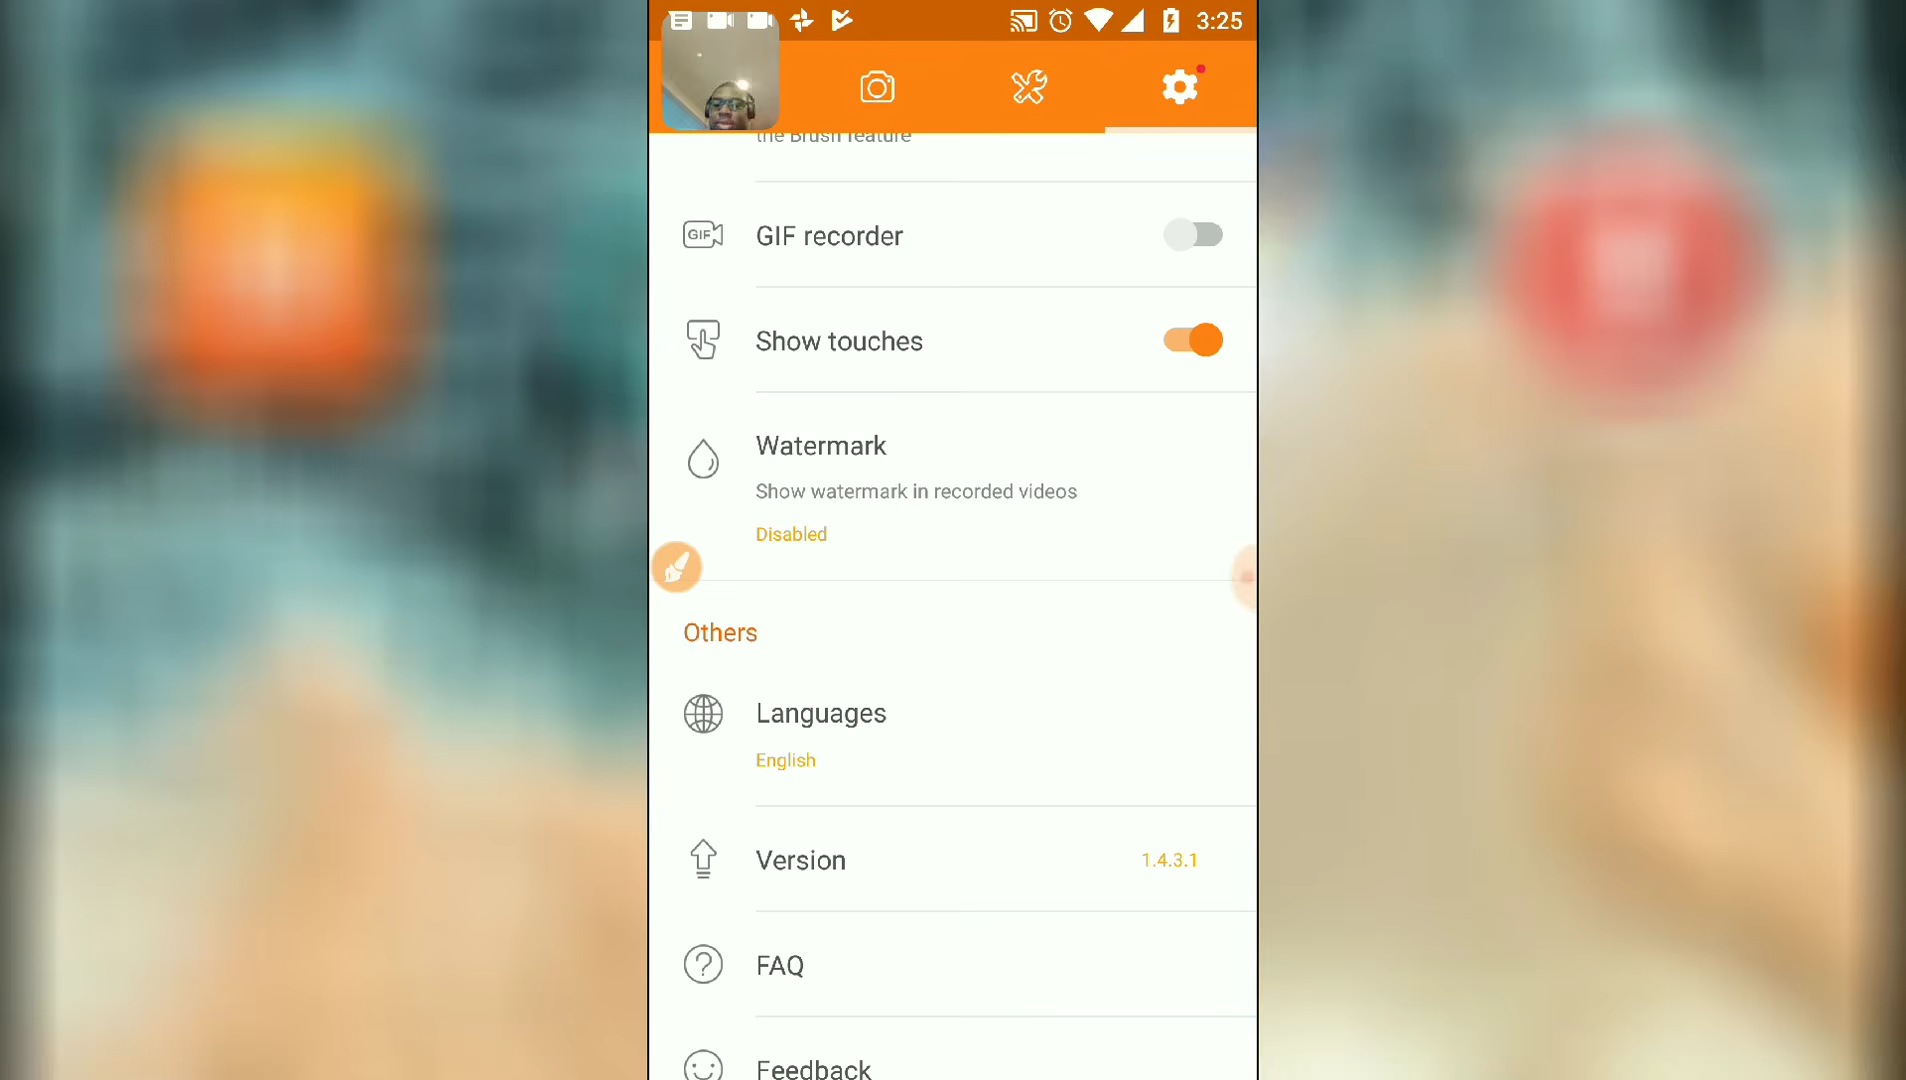 3:25
the Brush feature
GIF
GIF recorder
Show touches
Watermark
Show watermark in recorded videos
Disabled
Others
Languages
English
Version
1.4.3.1
FAQ
Feedback